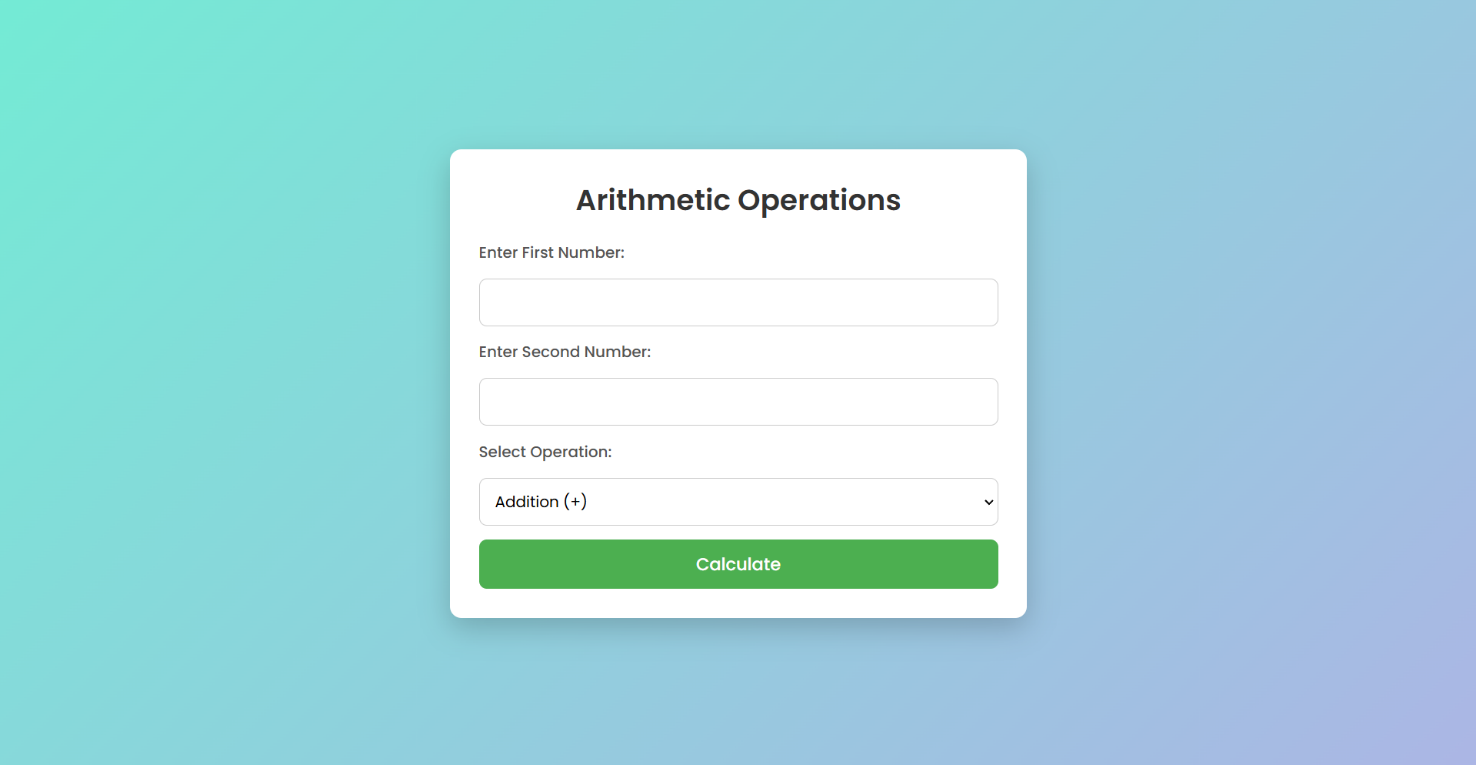 Arithmetic Operations
Enter First Number:
Enter Second Number:
Select Operation:
Addition (+)
Calculate